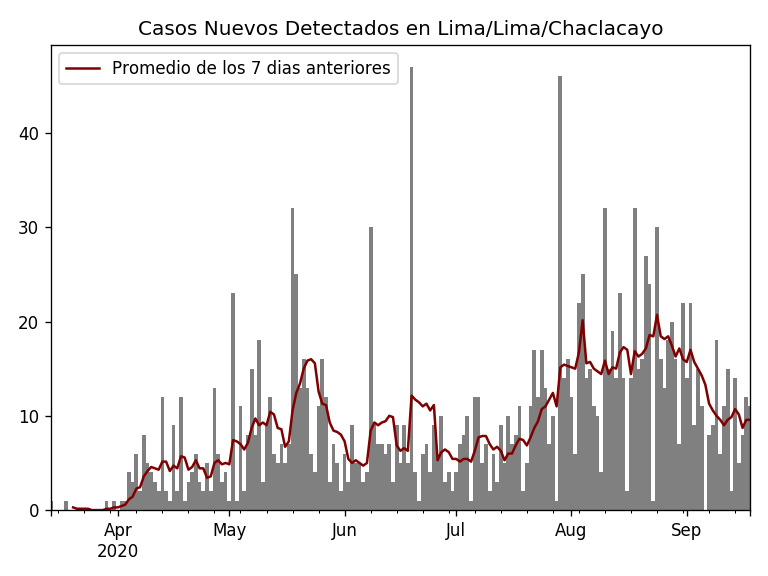 Casos Nuevos Detectados en Lima/Lima/Chaclacayo
Promedio de los 7 dias anteriores
40
30
20
10
0
Apr May Jun Jul Aug Sep
2020